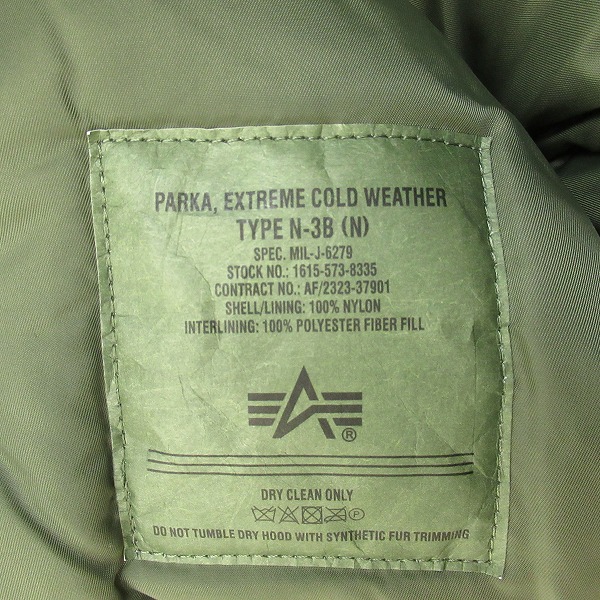 PARKA, EXTREME COLD WEATHER
TYPE N-3B (N)
SPEC. MIL-J-6279
STOCK NO.: 1615-573-8335
CONTRACT NO.: AF/2323-37901
SHELL/LINING: 100% NYLON
INTERLINING: 100% POLYESTER FIBER FILL
®
DRY CLEAN ONLY
P
DO NOT TUMBLE DRY HOOD WITH SYNTHETIC FUR TRIMMING